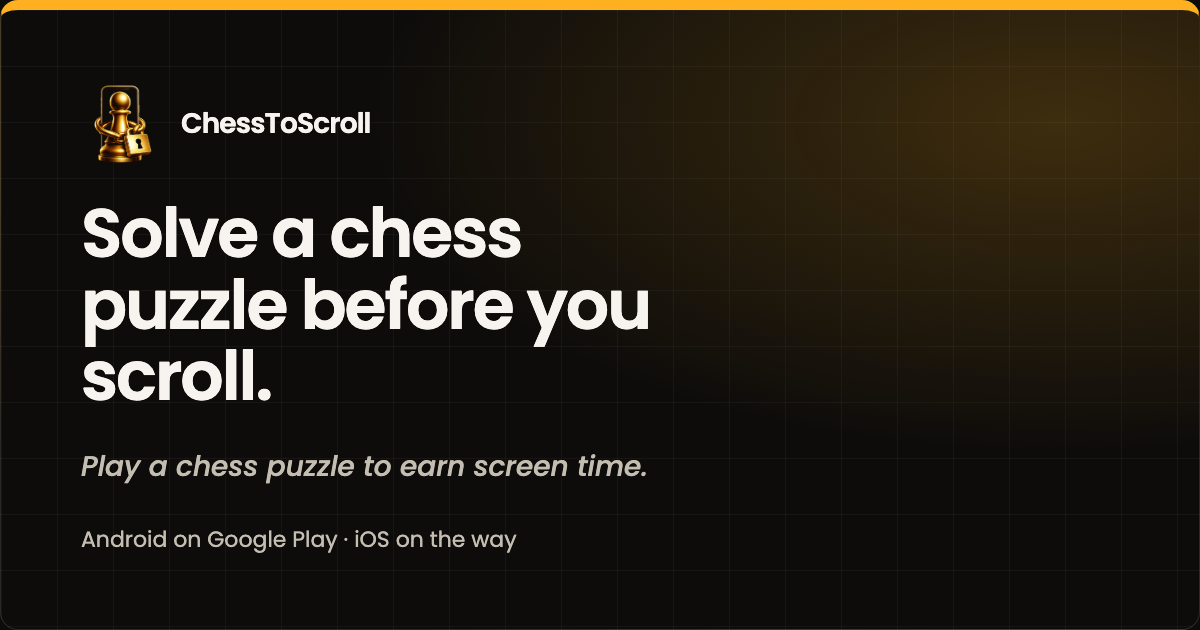 ChessToScroll
Solve a chess
puzzle before you
scroll.
Play a chess puzzle to earn screen time.
Android on Google Play · iOS on the way